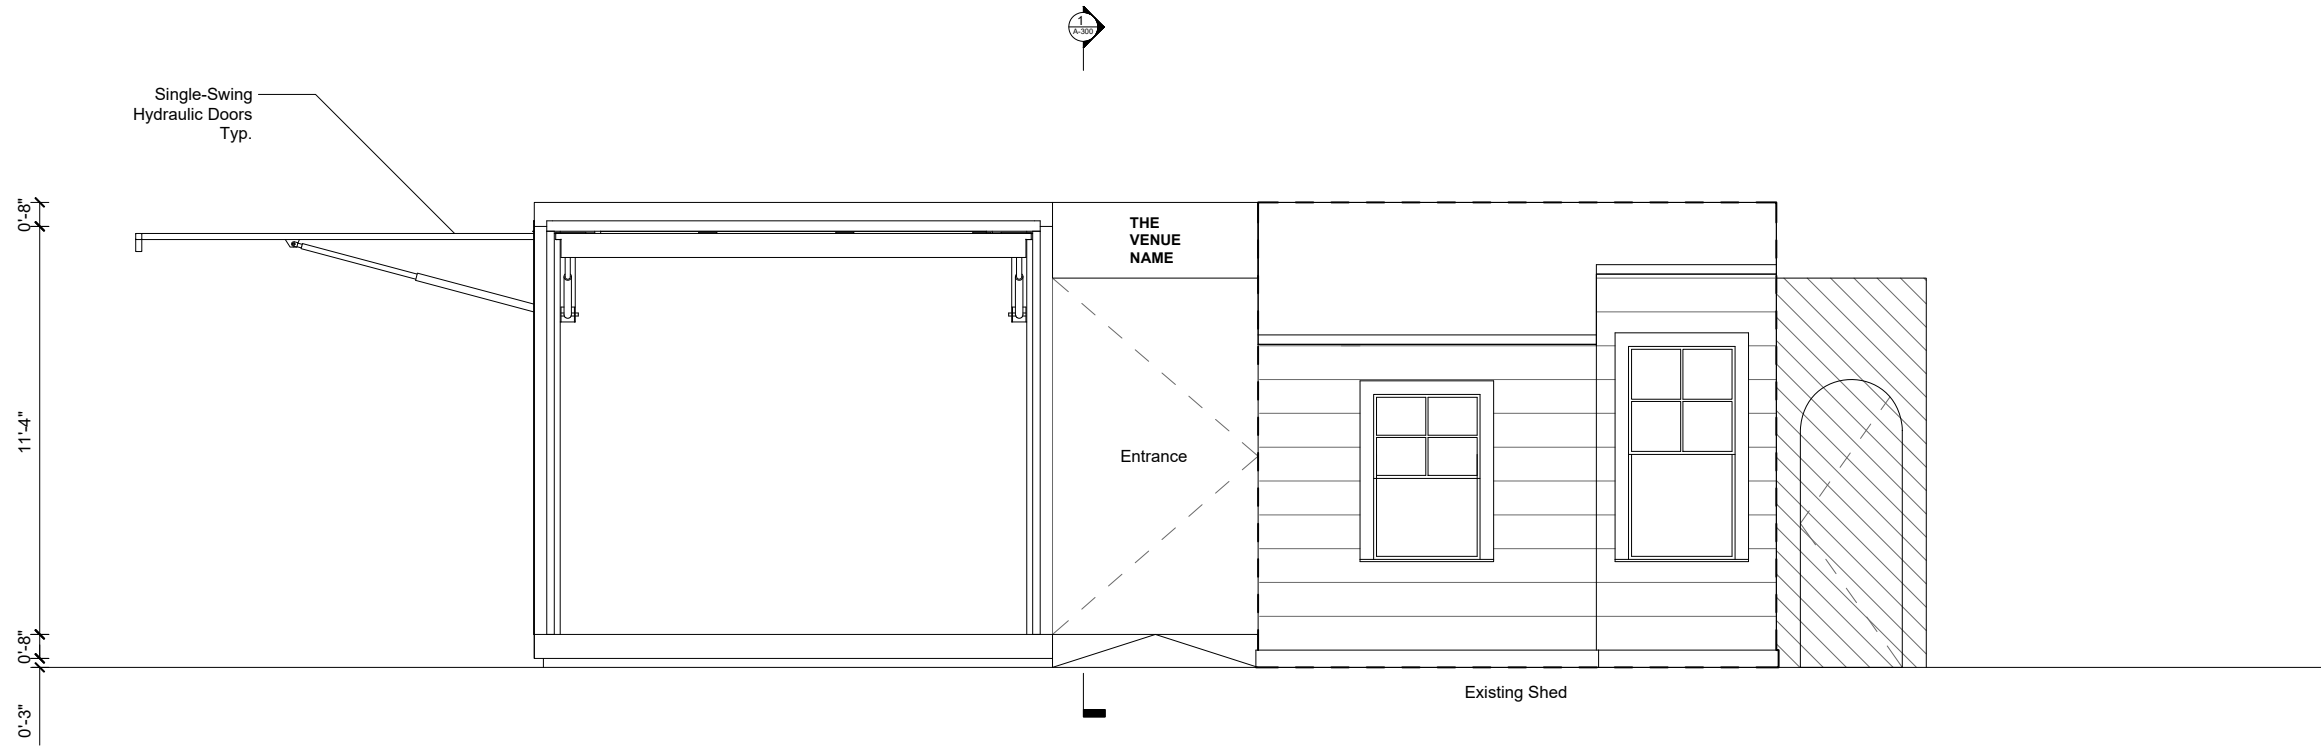 1
A-300
Single-Swing
Hydraulic Doors
Typ.
0'-8"
THE
VENUE
NAME
11'-4"
Entrance
0'-8"
Existing Shed
0'-3"